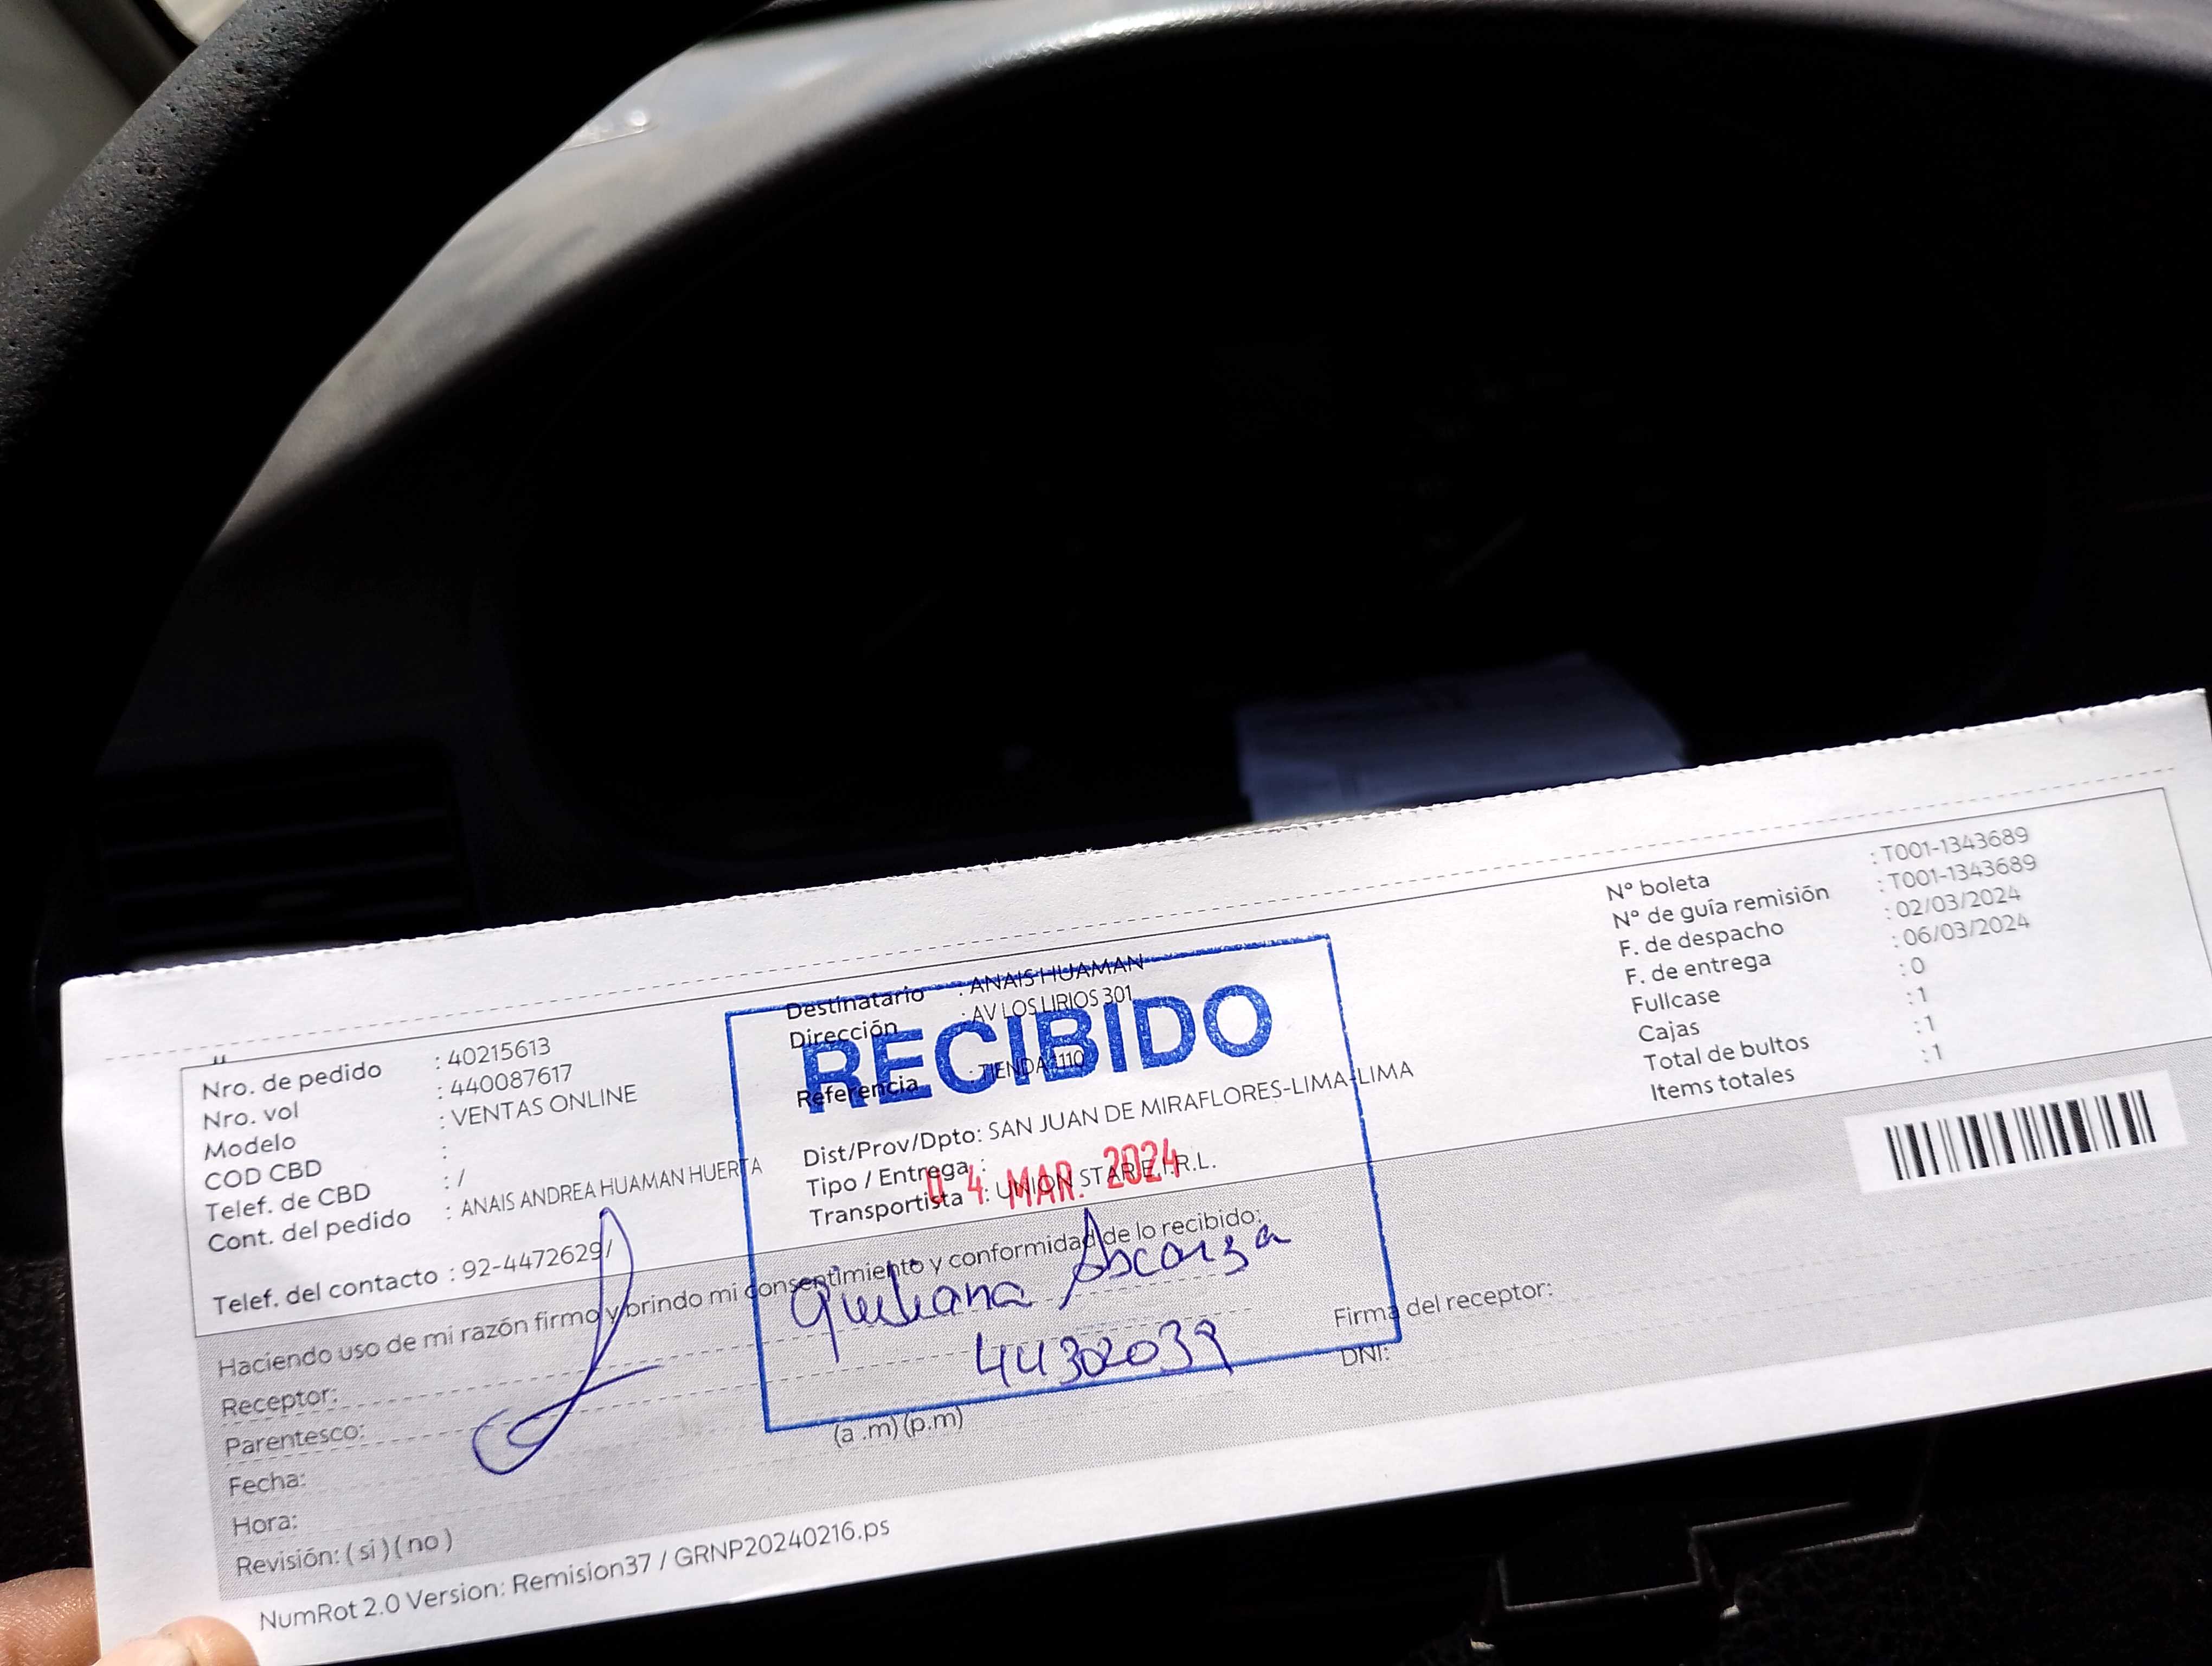 Nro. de pedido : 40215613
Nro. vol : 440087617
Modelo : VENTAS ONLINE
COD CBD :
Telef. de CBD : /
Cont. del pedido : ANAIS ANDREA HUAMAN HUERTA
Telef. del contacto : 92-4472629/
Destinatario : ANAIS HUAMAN
Dirección : AV LOS LIRIOS 301
Referencia : TIENDA 110
Dist/Prov/Dpto: SAN JUAN DE MIRAFLORES-LIMA-LIMA
Tipo / Entrega :
Transportista : UNION STAR E.I.R.L.
RECIBIDO
04 MAR. 2024
N° boleta : T001-1343689
N° de guía remisión : T001-1343689
F. de despacho : 02/03/2024
F. de entrega : 06/03/2024
Fullcase : 0
Cajas : 1
Total de bultos : 1
Items totales : 1
Haciendo uso de mi razón firmo y brindo mi consentimiento y conformidad de lo recibido:
Receptor:
Parentesco:
Fecha:
Hora:
(a .m) (p.m)
Revisión: ( si ) ( no )
44302039
Firma del receptor:
DNI:
NumRot 2.0 Version: Remision37 / GRNP20240216.ps